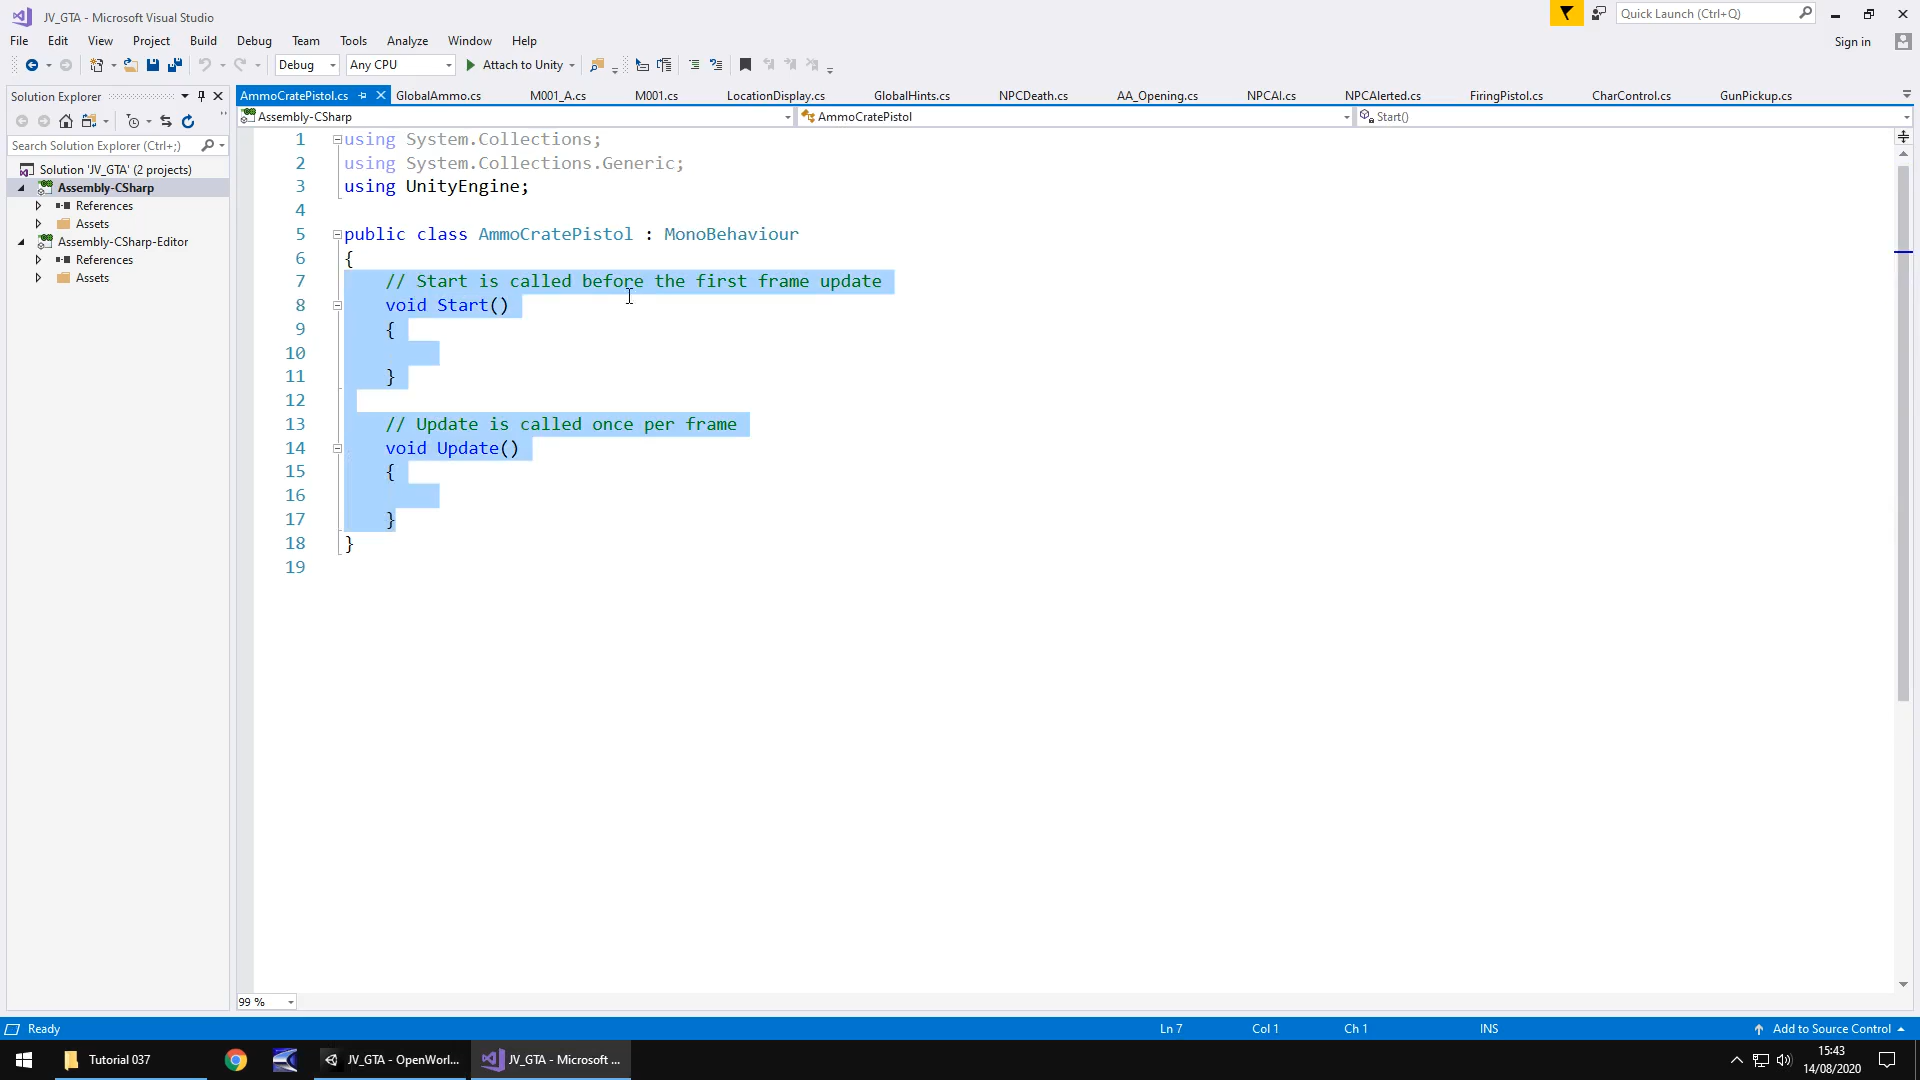 JV_GTA - Microsoft Visual Studio
Quick Launch (Ctrl+Q)
File Edit View Project Build Debug Team Tools Analyze Window Help
Sign in
Debug Any CPU Attach to Unity
Solution Explorer
AmmoCratePistol.cs GlobalAmmo.cs M001_A.cs M001.cs LocationDisplay.cs GlobalHints.cs NPCDeath.cs AA_Opening.cs NPCAI.cs NPCAlerted.cs FiringPistol.cs CharControl.cs GunPickup.cs
Assembly-CSharp AmmoCratePistol Start()
Search Solution Explorer (Ctrl+;)
Solution 'JV_GTA' (2 projects)
Assembly-CSharp
References
Assets
Assembly-CSharp-Editor
References
Assets
1 using System.Collections;
2 using System.Collections.Generic;
3 using UnityEngine;
4
5 public class AmmoCratePistol : MonoBehaviour
6 {
7 // Start is called before the first frame update
8 void Start()
9 {
10
11 }
12
13 // Update is called once per frame
14 void Update()
15 {
16
17 }
18 }
19
99 %
Ready Ln 7 Col 1 Ch 1 INS Add to Source Control
Tutorial 037 JV_GTA - OpenWorl... JV_GTA - Microsoft ...
15:43
14/08/2020